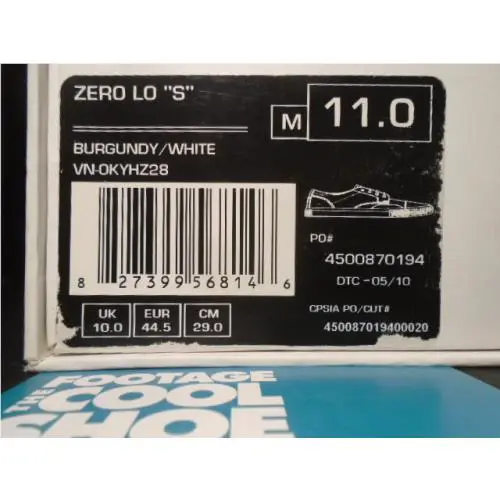 ZERO LO "S"
M 11.0
BURGUNDY/WHITE
VN-0KYHZ28
8 27399 56814 6
PO#
4500870194
DTC - 05/10
CPSIA PO/CUT#
450087019400020
UK
10.0
EUR
44.5
CM
29.0
FOOTAGE
THE COOL
SHOE